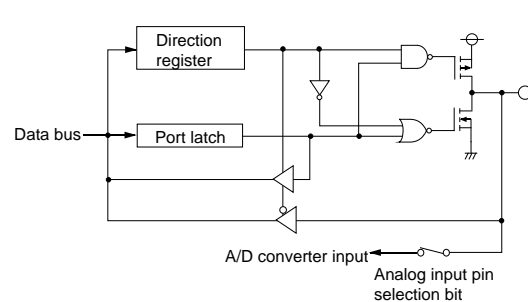 Direction
register
Data bus
Port latch
A/D converter input
Analog input pin
selection bit